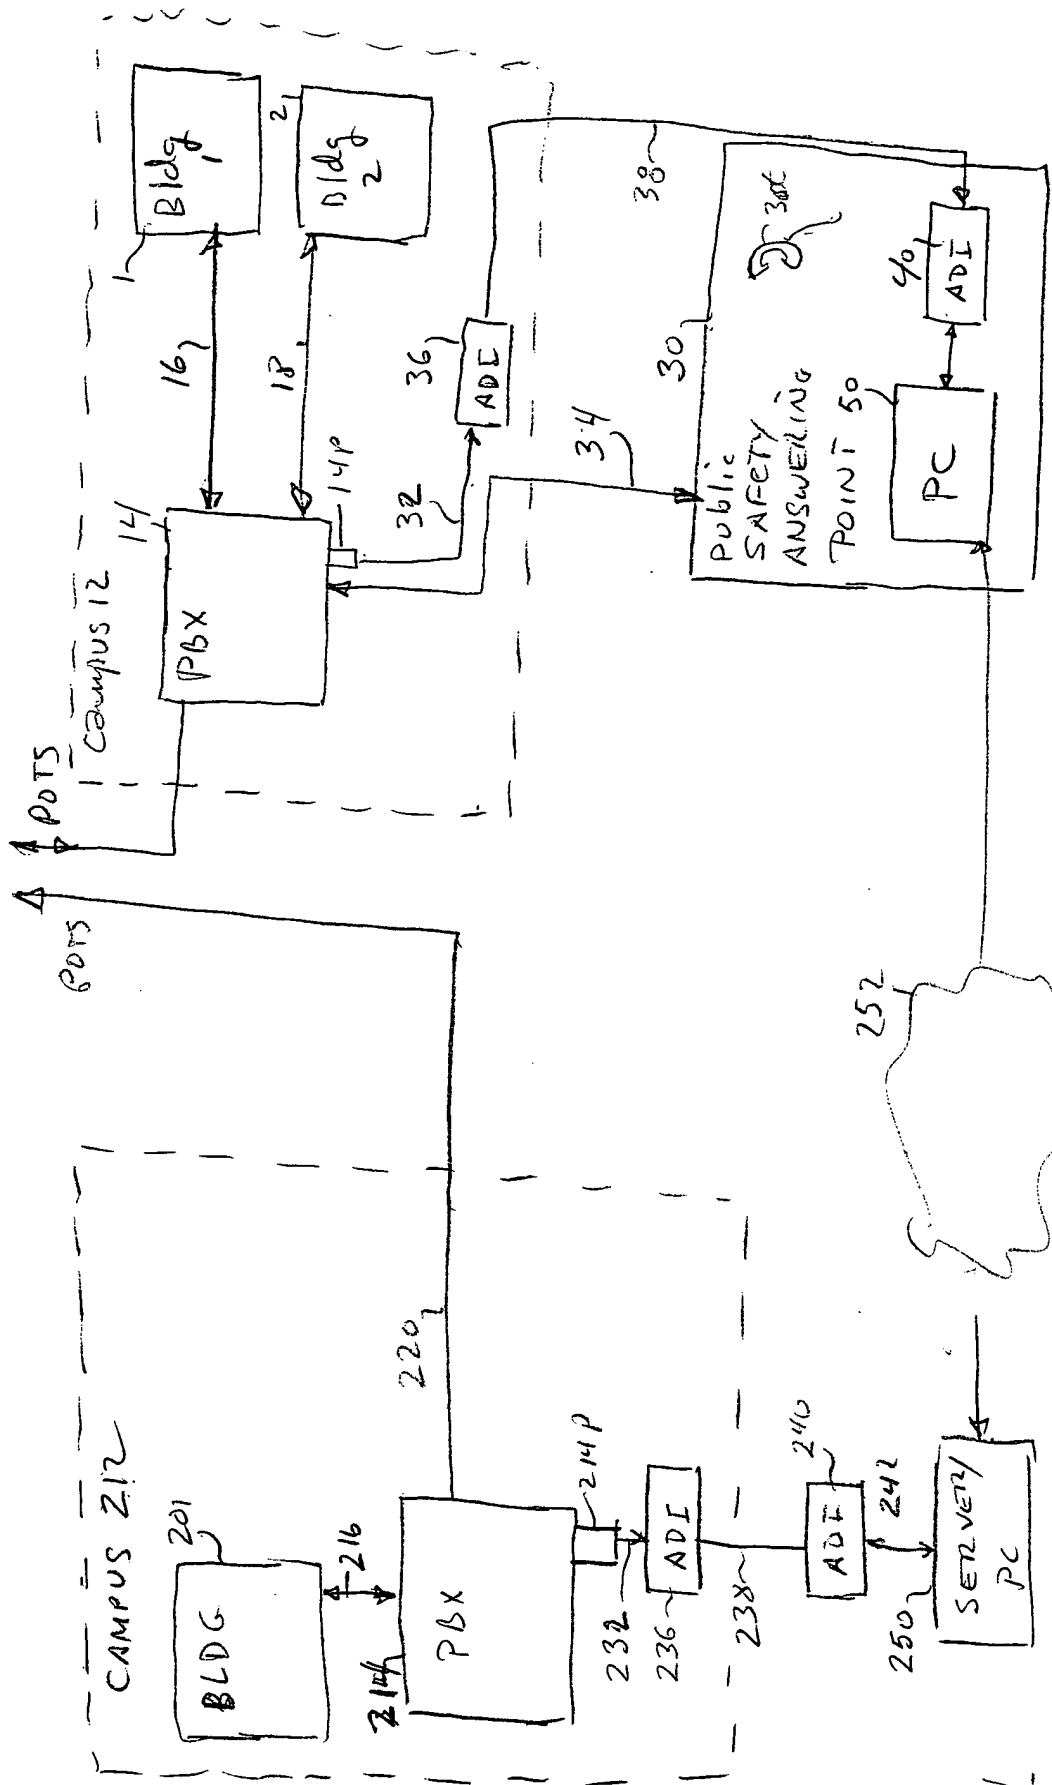 CAMPUS 212
BLDG
201
216
214
PBX
214P
220
POTS
232
236
ADI
238
240
ADI
242
250
SERVER/
PC
252
POTS
Campus 12
14
PBX
14P
16
18
1
Bldg
1
2
Bldg
2
32
34
36
ADI
38
30
Public
SAFETY
ANSWERING
POINT
50
PC
40
ADI